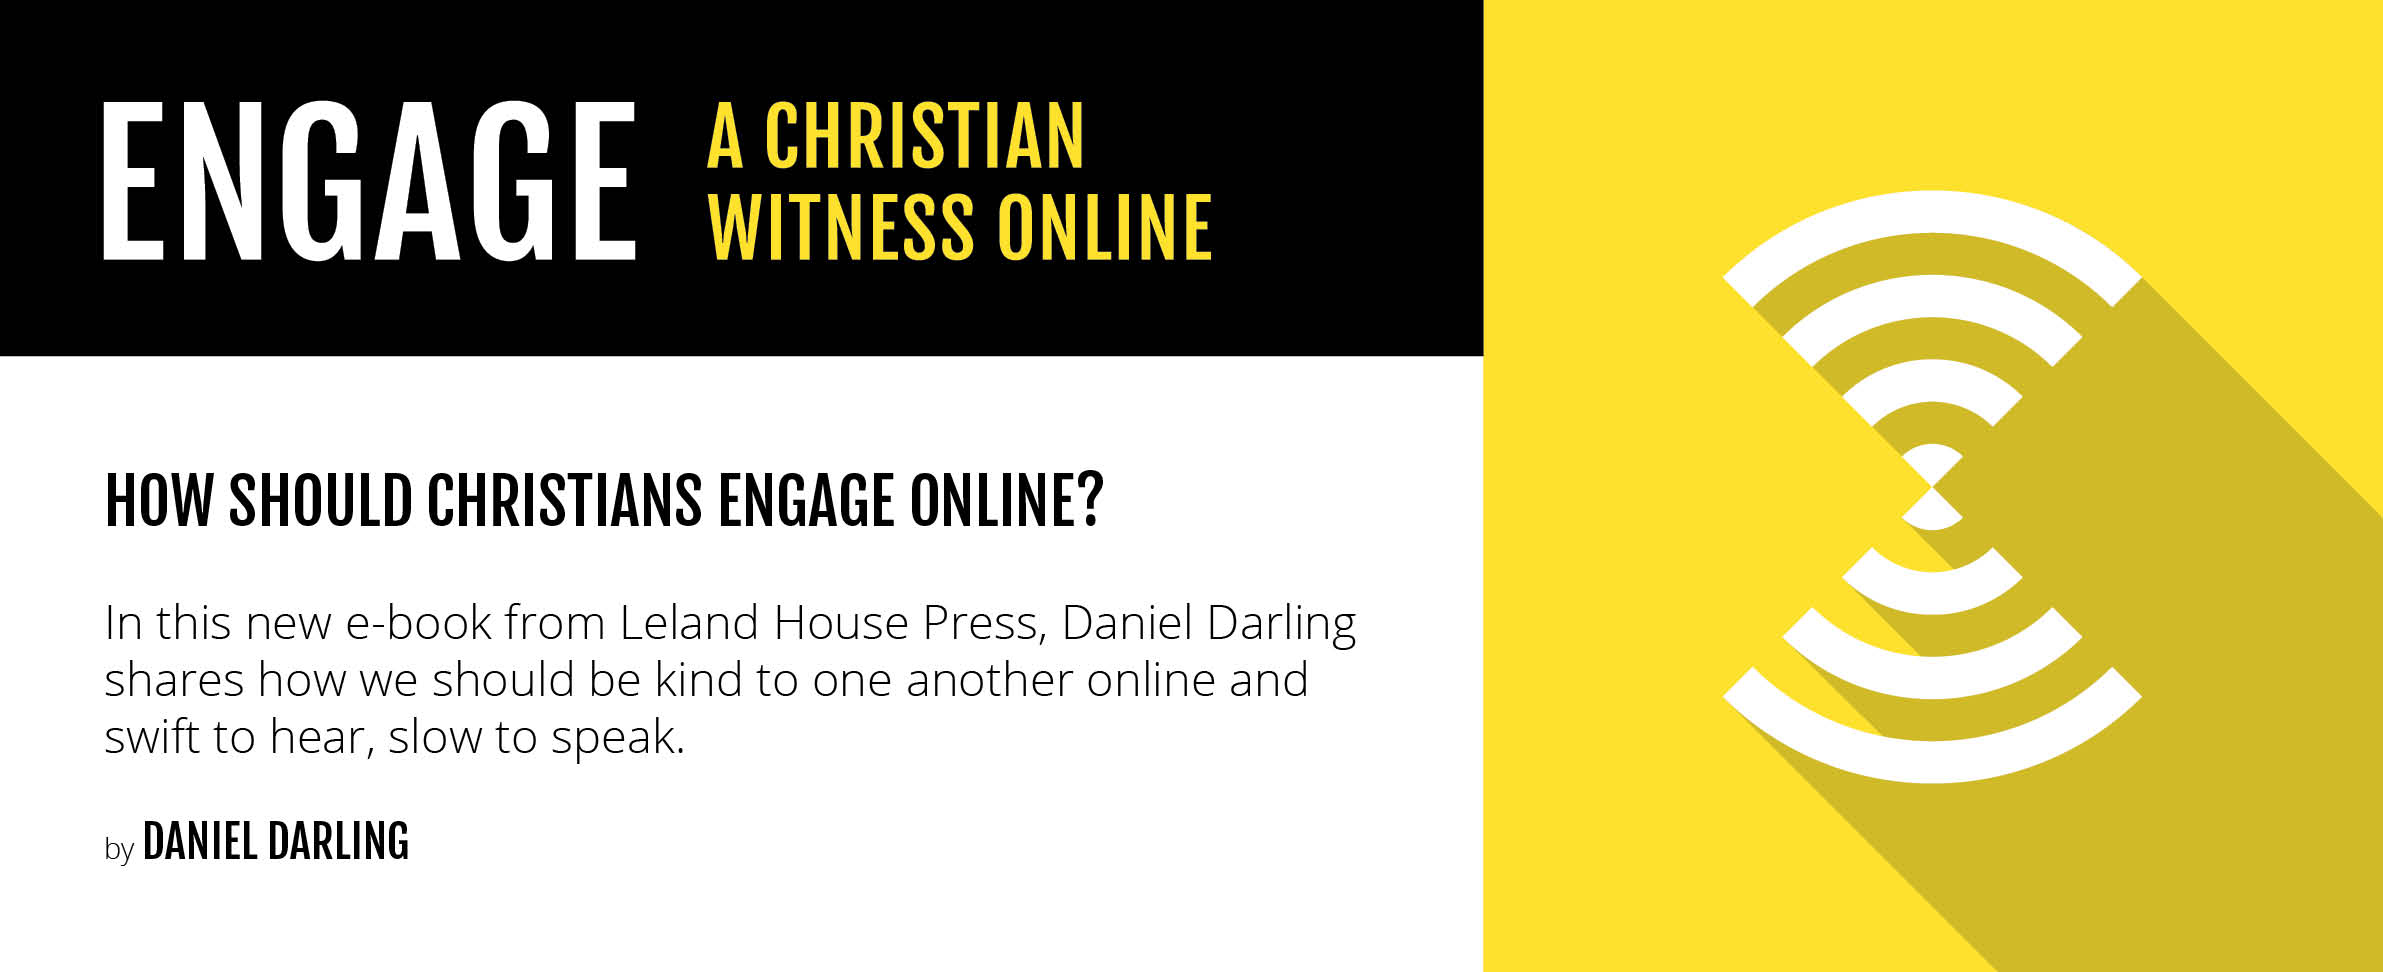 ENGAGE
A CHRISTIAN
WITNESS ONLINE
HOW SHOULD CHRISTIANS ENGAGE ONLINE?
In this new e-book from Leland House Press, Daniel Darling
shares how we should be kind to one another online and
swift to hear, slow to speak.
by DANIEL DARLING